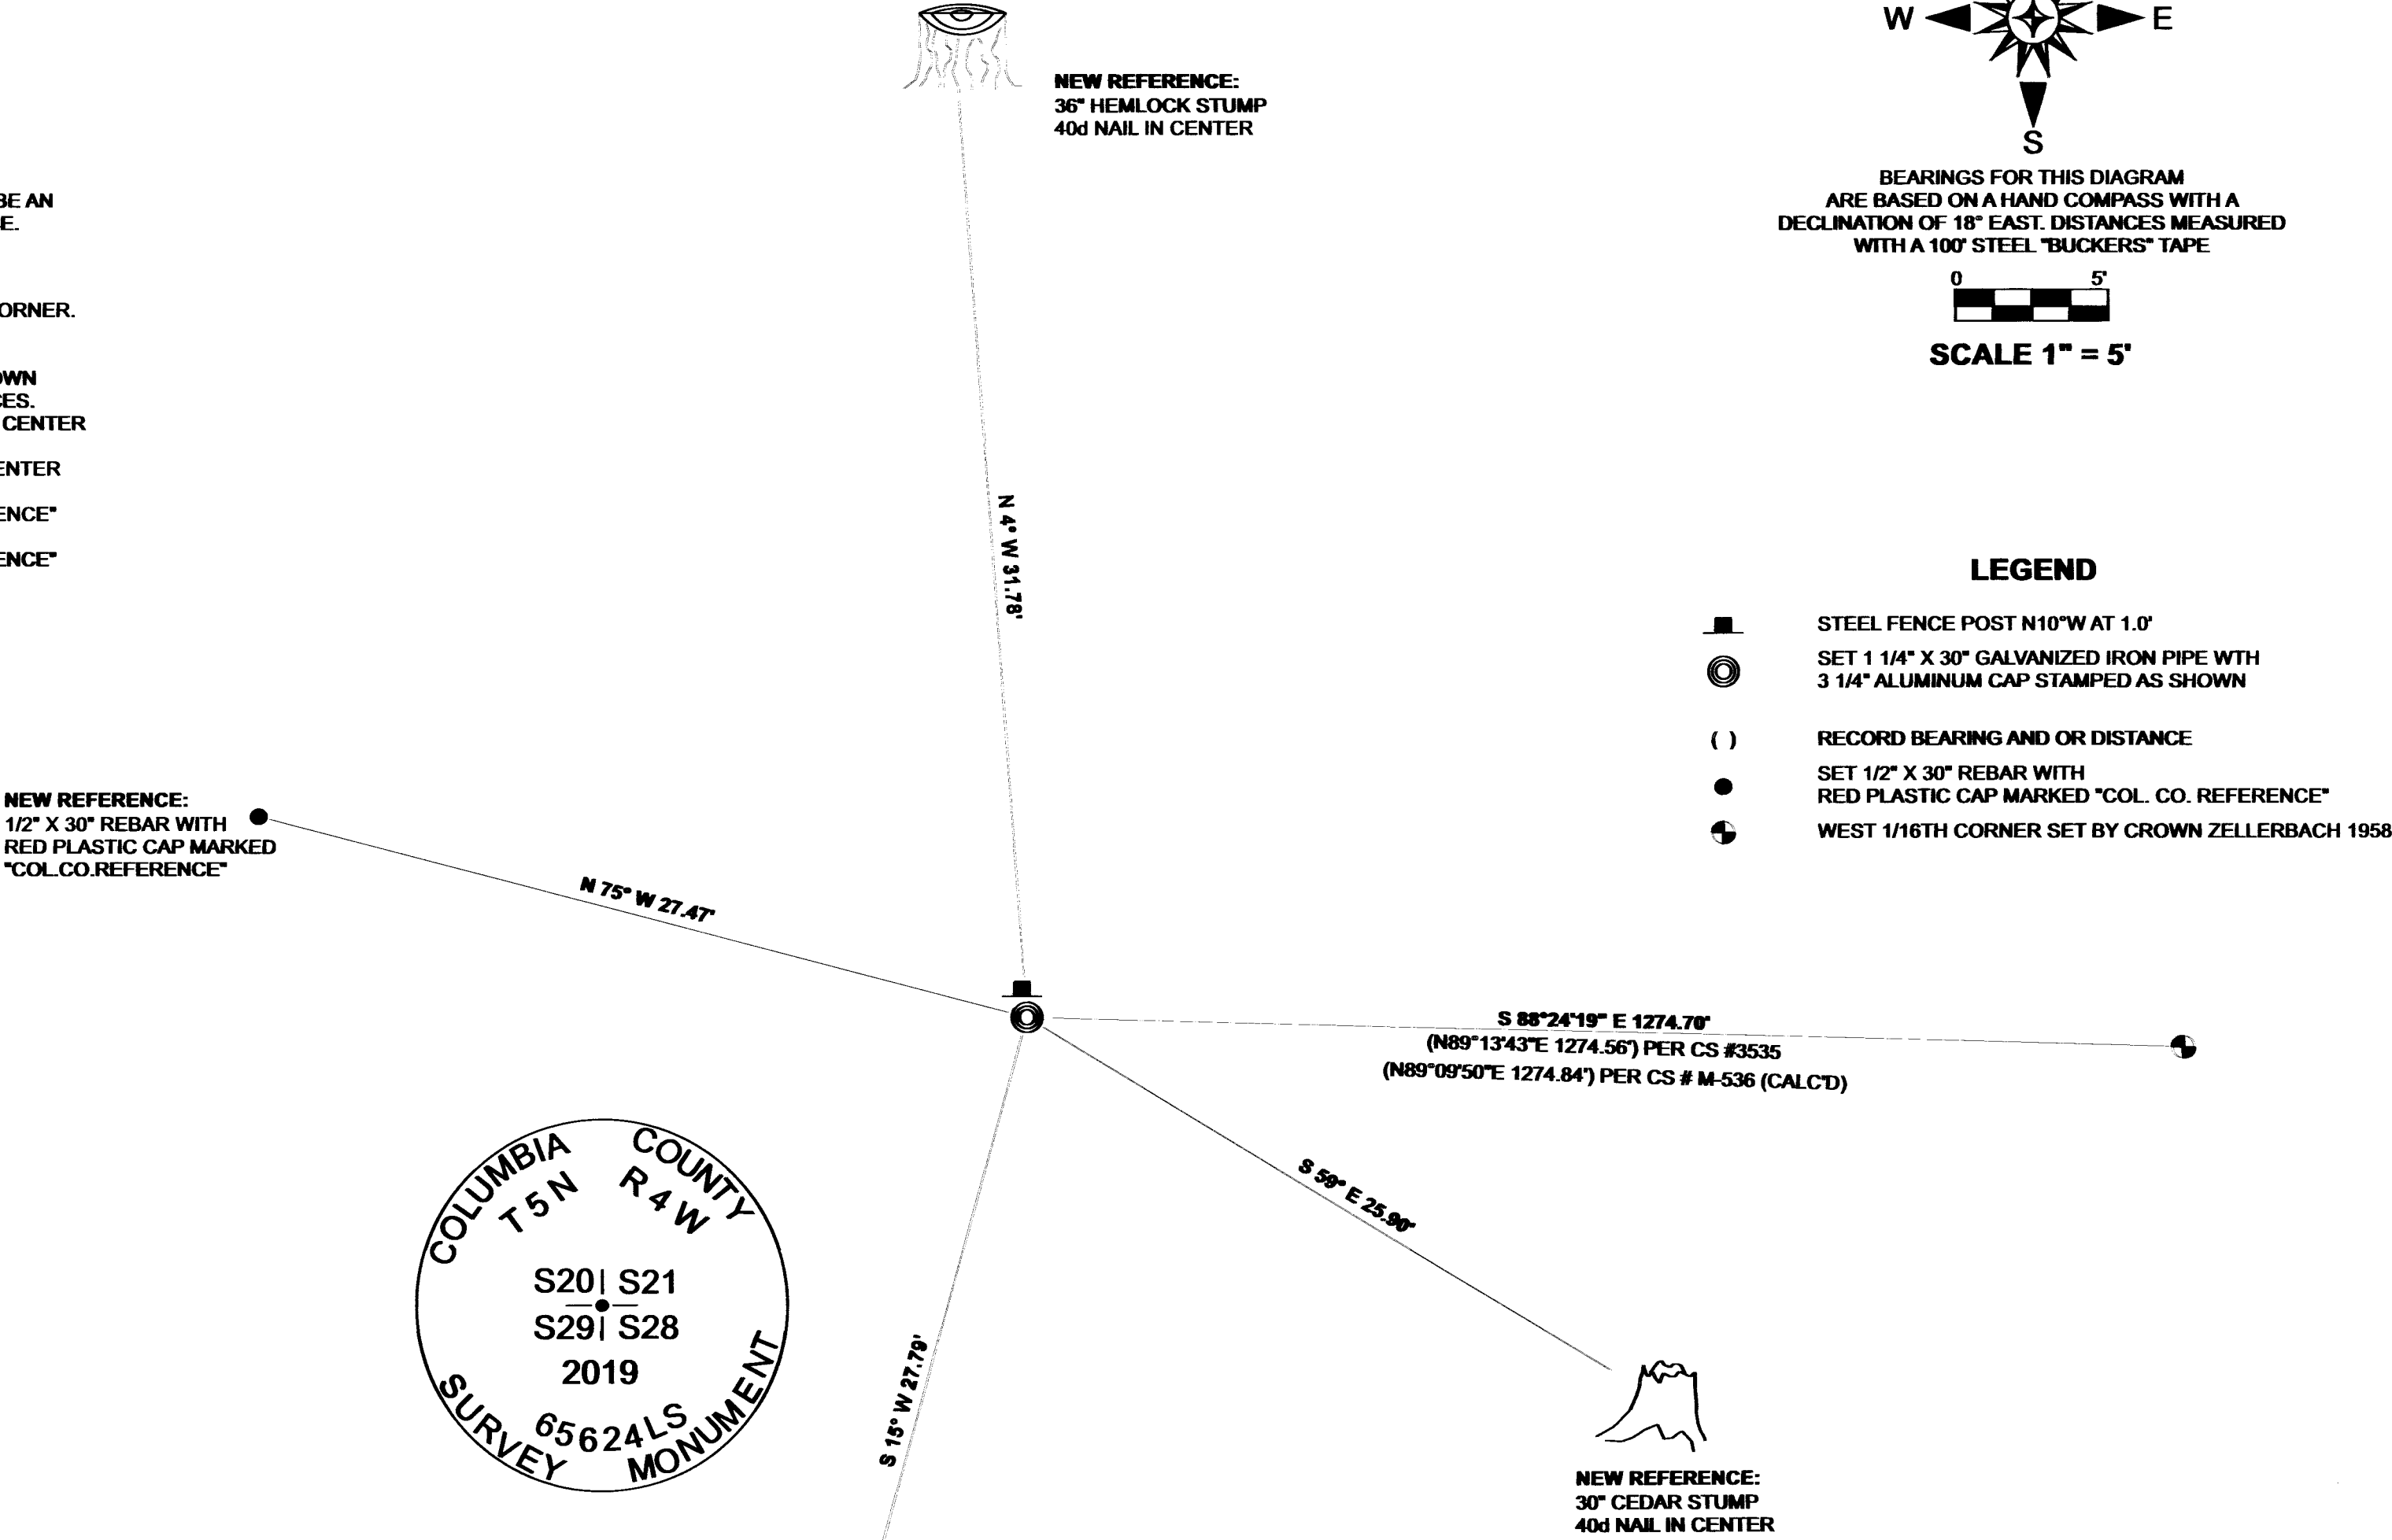 W E
S
BEARINGS FOR THIS DIAGRAM
ARE BASED ON A HAND COMPASS WITH A
DECLINATION OF 18° EAST. DISTANCES MEASURED
WITH A 100' STEEL "BUCKERS" TAPE
0 5'
SCALE 1" = 5'
NEW REFERENCE:
36" HEMLOCK STUMP
40d NAIL IN CENTER
BE AN
E.
ORNER.
OWN
CES.
CENTER
ENTER
ENCE"
ENCE"
N 4° W 31.78'
LEGEND
STEEL FENCE POST N10°W AT 1.0'
SET 1 1/4" X 30" GALVANIZED IRON PIPE WTH
3 1/4" ALUMINUM CAP STAMPED AS SHOWN
( ) RECORD BEARING AND OR DISTANCE
SET 1/2" X 30" REBAR WITH
RED PLASTIC CAP MARKED "COL. CO. REFERENCE"
WEST 1/16TH CORNER SET BY CROWN ZELLERBACH 1958
NEW REFERENCE:
1/2" X 30" REBAR WITH
RED PLASTIC CAP MARKED
"COL.CO.REFERENCE"
N 75° W 27.47'
S 88°24'19" E 1274.70'
(N89°13'43"E 1274.56') PER CS #3535
(N89°09'50"E 1274.84') PER CS # M-536 (CALC'D)
S 59° E 25.90'
S 15° W 27.79'
COLUMBIA COUNTY
T5N R4W
S20| S21
S29| S28
2019
65624LS
SURVEY MONUMENT
NEW REFERENCE:
30" CEDAR STUMP
40d NAIL IN CENTER